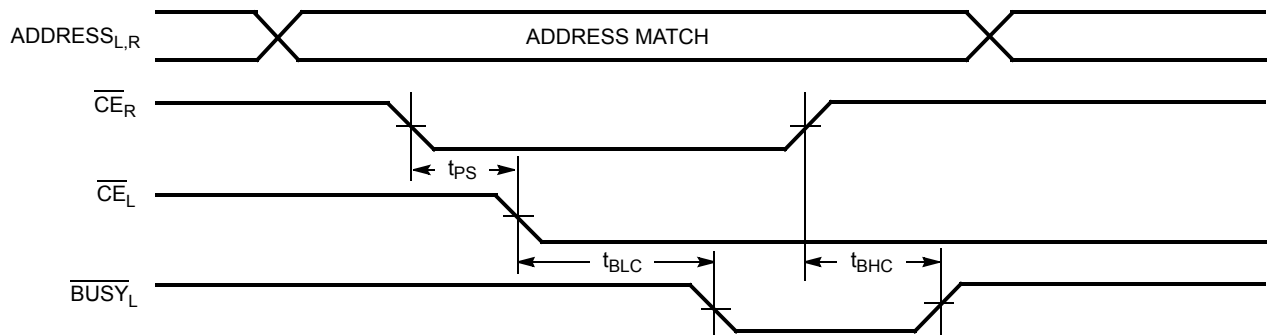 ADDRESSL,R
ADDRESS MATCH
CER
tPS
CEL
tBLC
tBHC
BUSYL